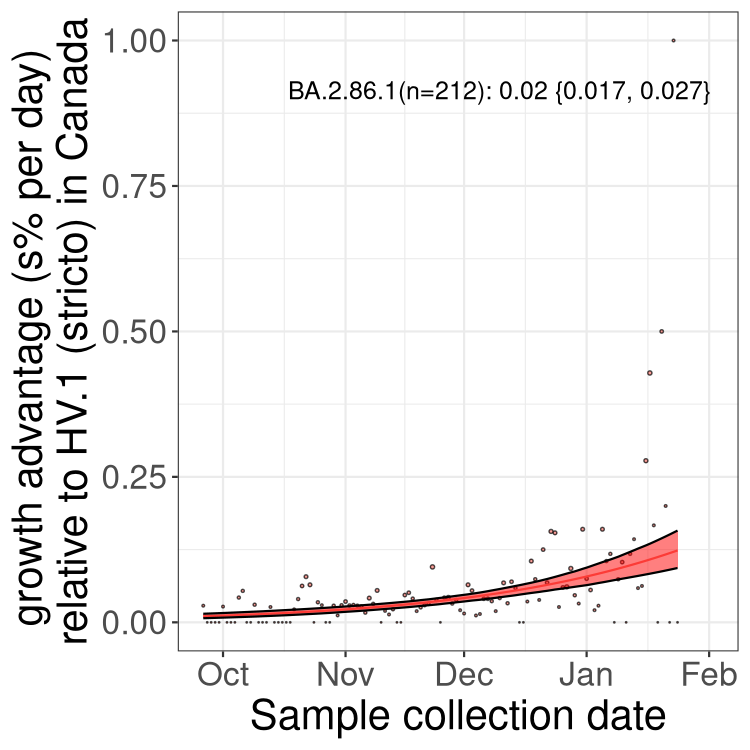 growth advantage (s% per day)
relative to HV.1 (stricto) in Canada
1.00
0.75
0.50
0.25
0.00
BA.2.86.1(n=212): 0.02 {0.017, 0.027}
Oct Nov Dec Jan Feb
Sample collection date